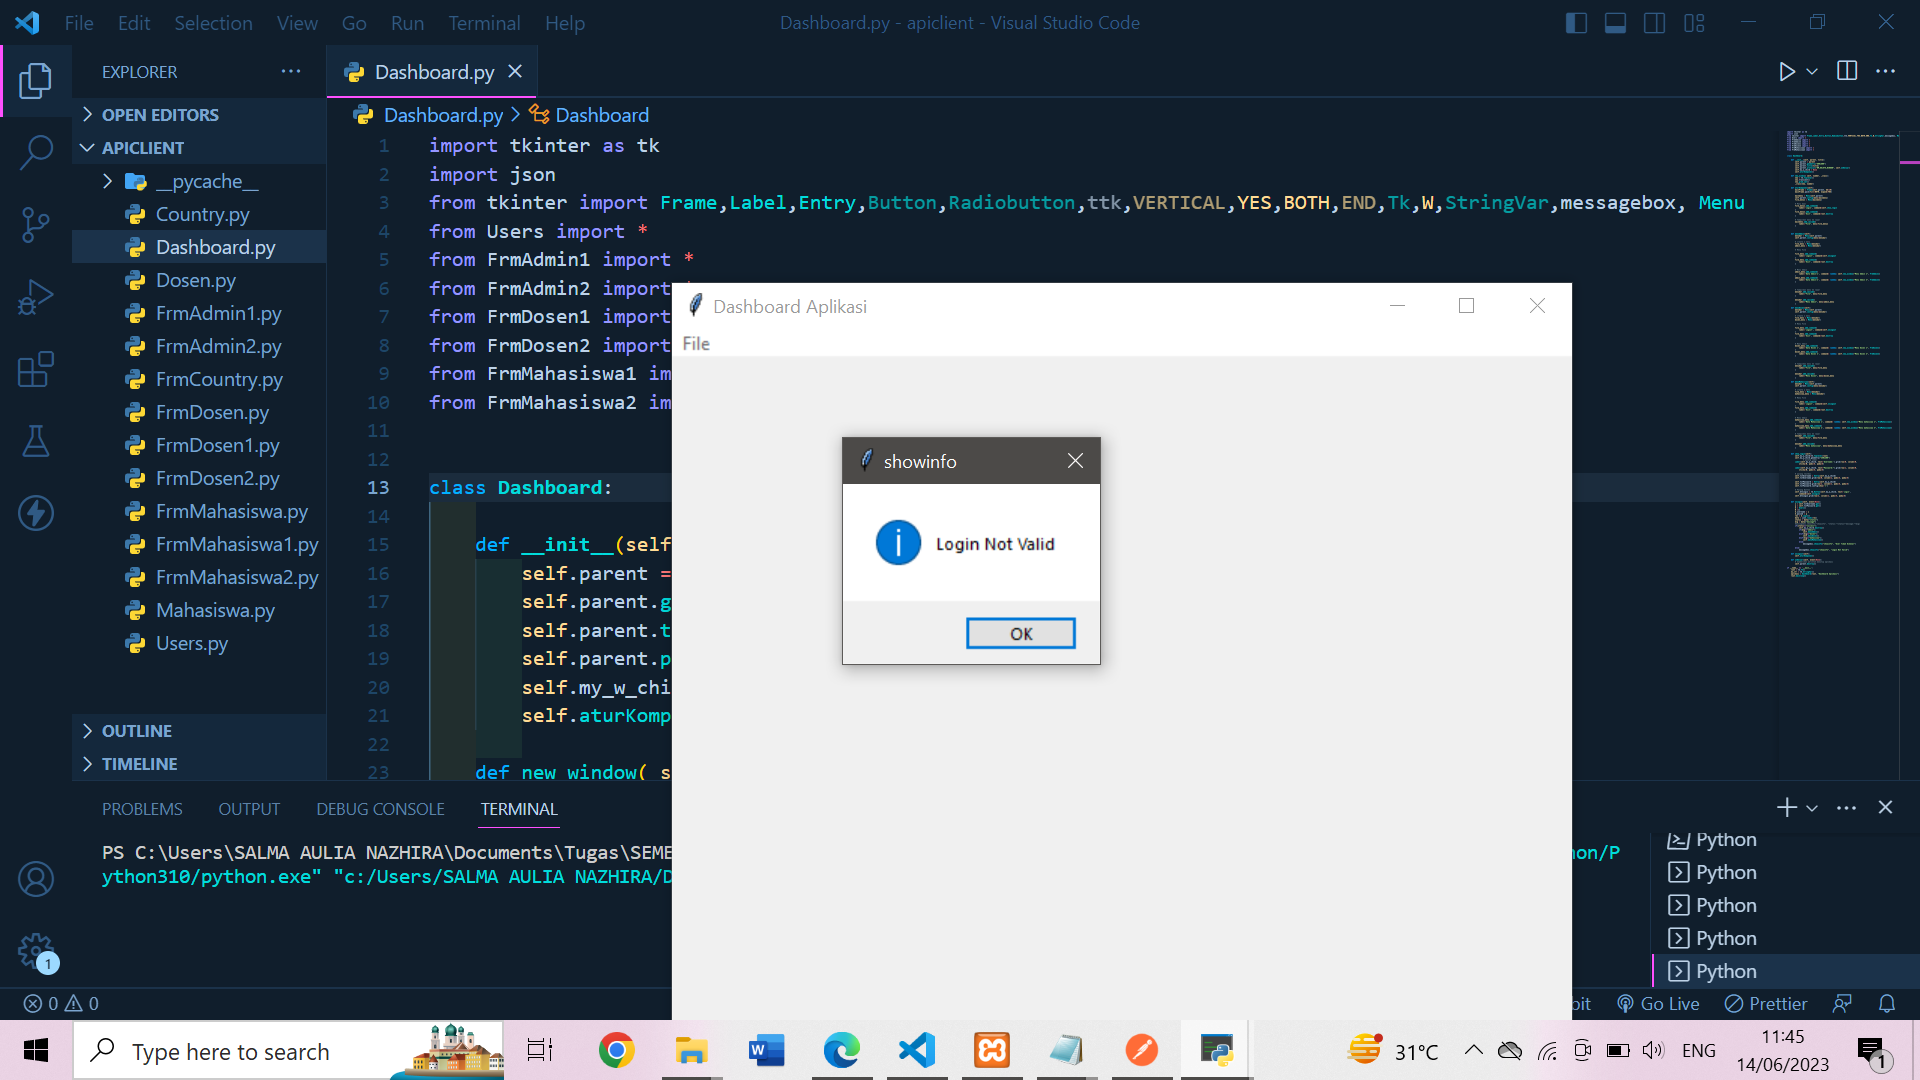 File Edit Selection View Go Run Terminal Help
Dashboard.py - apiclient - Visual Studio Code
EXPLORER
OPEN EDITORS
APICLIENT
__pycache__
Country.py
Dashboard.py
Dosen.py
FrmAdmin1.py
FrmAdmin2.py
FrmCountry.py
FrmDosen.py
FrmDosen1.py
FrmDosen2.py
FrmMahasiswa.py
FrmMahasiswa1.py
FrmMahasiswa2.py
Mahasiswa.py
Users.py
OUTLINE
TIMELINE
Dashboard.py
Dashboard.py > Dashboard
1 import tkinter as tk
2 import json
3 from tkinter import Frame,Label,Entry,Button,Radiobutton,ttk,VERTICAL,YES,BOTH,END,Tk,W,StringVar,messagebox, Menu
4 from Users import *
5 from FrmAdmin1 import *
6 from FrmAdmin2 import
7 from FrmDosen1 import
8 from FrmDosen2 import
9 from FrmMahasiswa1 im
10 from FrmMahasiswa2 im
11
12
13 class Dashboard:
14
15 def __init__(self
16 self.parent =
17 self.parent.g
18 self.parent.t
19 self.parent.p
20 self.my_w_chi
21 self.aturKomp
22
23 def new_window( s
Dashboard Aplikasi
File
showinfo
Login Not Valid
OK
PROBLEMS OUTPUT DEBUG CONSOLE TERMINAL
PS C:\Users\SALMA AULIA NAZHIRA\Documents\Tugas\SEME
hon/P
ython310/python.exe" "c:/Users/SALMA AULIA NAZHIRA/D
Python
Python
Python
Python
Python
1
0 0
bit Go Live Prettier
Type here to search
31°C
ENG
11:45
14/06/2023
1